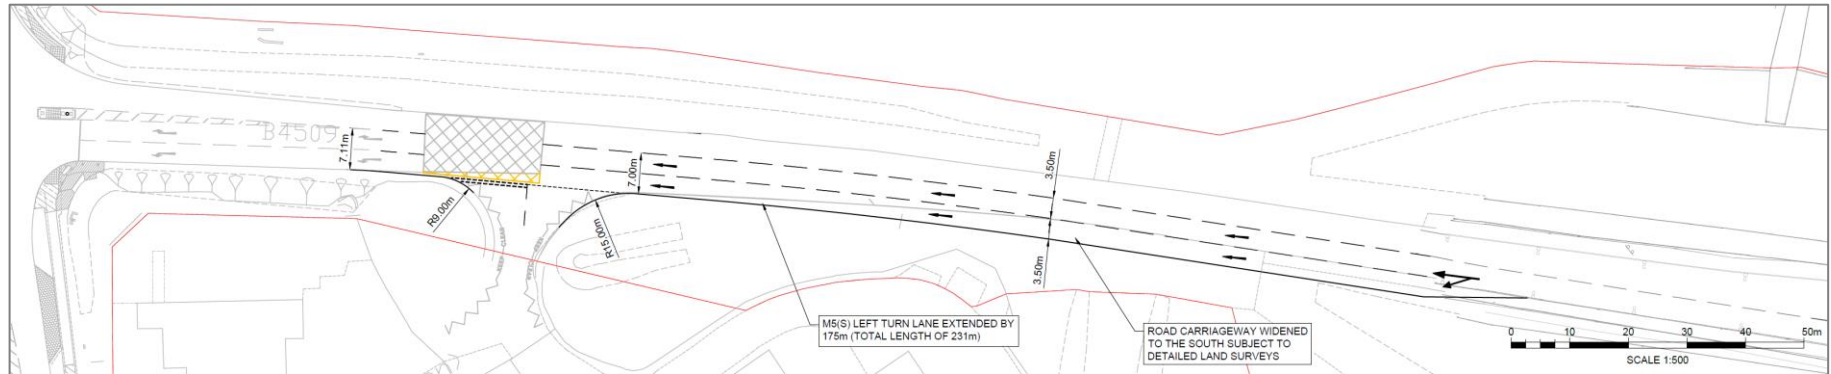 B4509
7.11m
7.00m
3.50m
3.50m
R9.00m
R15.00m
M5(S) LEFT TURN LANE EXTENDED BY
175m (TOTAL LENGTH OF 231m)
ROAD CARRIAGEWAY WIDENED
TO THE SOUTH SUBJECT TO
DETAILED LAND SURVEYS
0 10 20 30 40 50m
SCALE 1:500